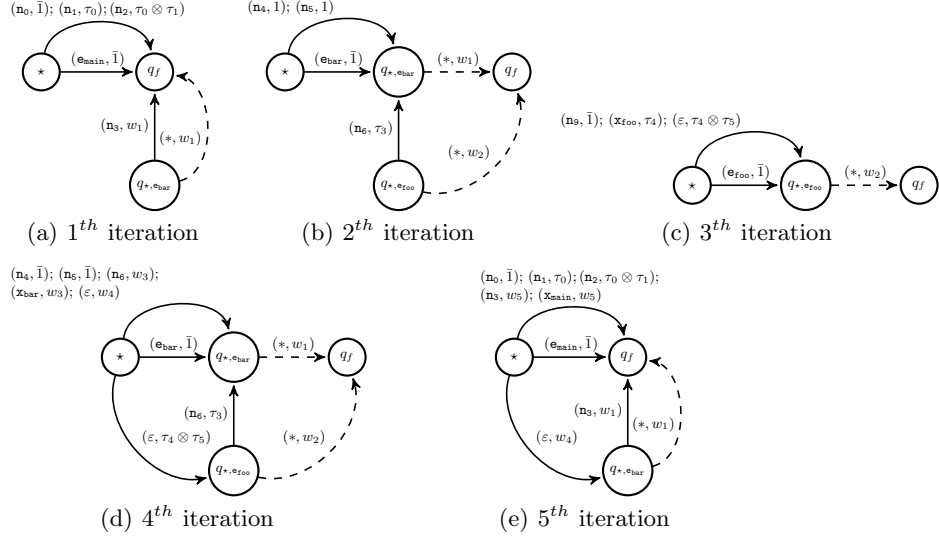 (n₀, 1̄); (n₁, τ₀); (n₂, τ₀ ⊗ τ₁)
⋆
(e_main, 1̄)
q_f
(n₃, w₁)
(∗, w₁)
q_{⋆,e_bar}
(a) 1^{th} iteration
(n₄, 1); (n₅, 1)
⋆
(e_bar, 1̄)
q_{⋆,e_bar}
(∗, w₁)
q_f
(n₆, τ₃)
(∗, w₂)
q_{⋆,e_foo}
(b) 2^{th} iteration
(n₉, 1̄); (x_foo, τ₄); (ε, τ₄ ⊗ τ₅)
⋆
(e_foo, 1̄)
q_{⋆,e_foo}
(∗, w₂)
q_f
(c) 3^{th} iteration
(n₄, 1̄); (n₅, 1̄); (n₆, w₃);
(x_bar, w₃); (ε, w₄)
⋆
(e_bar, 1̄)
q_{⋆,e_bar}
(∗, w₁)
q_f
(n₆, τ₃)
(ε, τ₄ ⊗ τ₅)
(∗, w₂)
q_{⋆,e_foo}
(d) 4^{th} iteration
(n₀, 1̄); (n₁, τ₀); (n₂, τ₀ ⊗ τ₁);
(n₃, w₅); (x_main, w₅)
⋆
(e_main, 1̄)
q_f
(n₃, w₁)
(∗, w₁)
(ε, w₄)
q_{⋆,e_bar}
(e) 5^{th} iteration